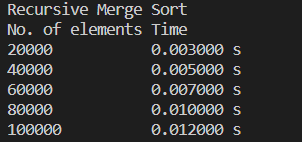 Recursive Merge Sort
No. of elements Time
20000 0.003000 s
40000 0.005000 s
60000 0.007000 s
80000 0.010000 s
100000 0.012000 s